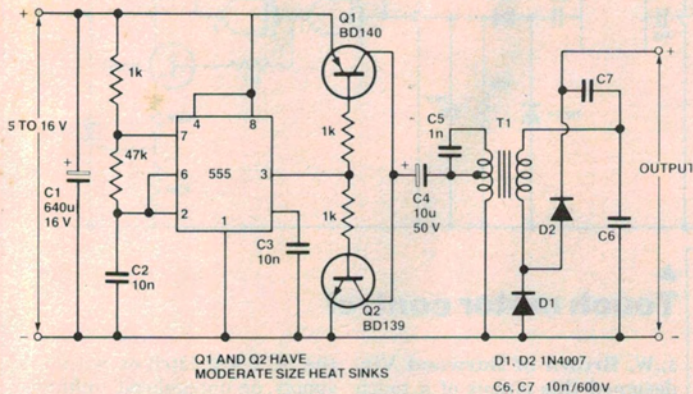 Q1
BD140
+
1k
5 TO 16 V
47k
+
C1
640u
16 V
C2
10n
4
8
7
6
555
3
2
1
C3
10n
1k
1k
Q2
BD139
+
C4
10u
50 V
C5
1n
T1
C7
+
OUTPUT
D2
C6
D1
-
-
Q1 AND Q2 HAVE
MODERATE SIZE HEAT SINKS
D1, D2 1N4007
C6, C7 10n/600V